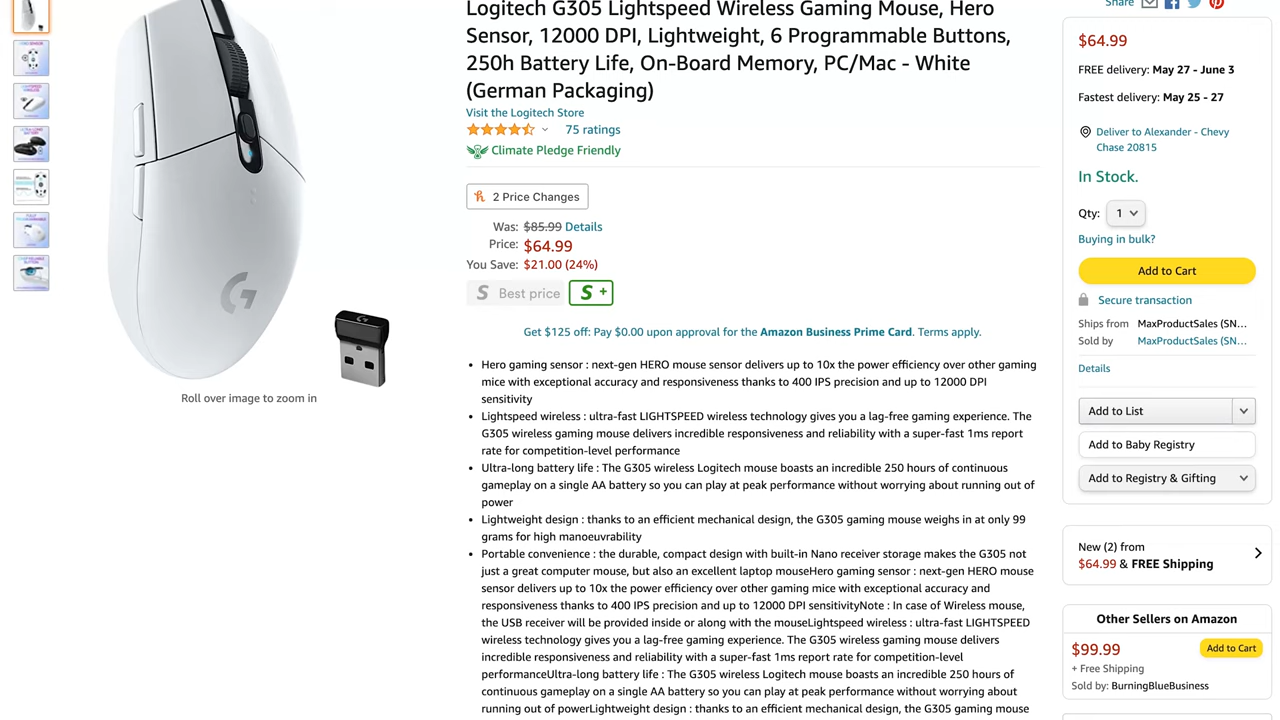 Logitech G305 Lightspeed Wireless Gaming Mouse, Hero
Sensor, 12000 DPI, Lightweight, 6 Programmable Buttons,
250h Battery Life, On-Board Memory, PC/Mac - White
(German Packaging)
Visit the Logitech Store
75 ratings
Climate Pledge Friendly
2 Price Changes
Was: $85.99 Details
Price: $64.99
You Save: $21.00 (24%)
S Best price
S +
Get $125 off: Pay $0.00 upon approval for the Amazon Business Prime Card. Terms apply.
• Hero gaming sensor : next-gen HERO mouse sensor delivers up to 10x the power efficiency over other gaming
mice with exceptional accuracy and responsiveness thanks to 400 IPS precision and up to 12000 DPI
sensitivity
• Lightspeed wireless : ultra-fast LIGHTSPEED wireless technology gives you a lag-free gaming experience. The
G305 wireless gaming mouse delivers incredible responsiveness and reliability with a super-fast 1ms report
rate for competition-level performance
• Ultra-long battery life : The G305 wireless Logitech mouse boasts an incredible 250 hours of continuous
gameplay on a single AA battery so you can play at peak performance without worrying about running out of
power
• Lightweight design : thanks to an efficient mechanical design, the G305 gaming mouse weighs in at only 99
grams for high manoeuvrability
• Portable convenience : the durable, compact design with built-in Nano receiver storage makes the G305 not
just a great computer mouse, but also an excellent laptop mouseHero gaming sensor : next-gen HERO mouse
sensor delivers up to 10x the power efficiency over other gaming mice with exceptional accuracy and
responsiveness thanks to 400 IPS precision and up to 12000 DPI sensitivityNote : In case of Wireless mouse,
the USB receiver will be provided inside or along with the mouseLightspeed wireless : ultra-fast LIGHTSPEED
wireless technology gives you a lag-free gaming experience. The G305 wireless gaming mouse delivers
incredible responsiveness and reliability with a super-fast 1ms report rate for competition-level
performanceUltra-long battery life : The G305 wireless Logitech mouse boasts an incredible 250 hours of
continuous gameplay on a single AA battery so you can play at peak performance without worrying about
running out of powerLightweight design : thanks to an efficient mechanical design, the G305 gaming mouse
Roll over image to zoom in
Share
$64.99
FREE delivery: May 27 - June 3
Fastest delivery: May 25 - 27
Deliver to Alexander - Chevy
Chase 20815
In Stock.
Qty: 1
Buying in bulk?
Add to Cart
Secure transaction
Ships from MaxProductSales (SN...
Sold by MaxProductSales (SN...
Details
Add to List
Add to Baby Registry
Add to Registry & Gifting
New (2) from
$64.99 & FREE Shipping
Other Sellers on Amazon
$99.99
Add to Cart
+ Free Shipping
Sold by: BurningBlueBusiness